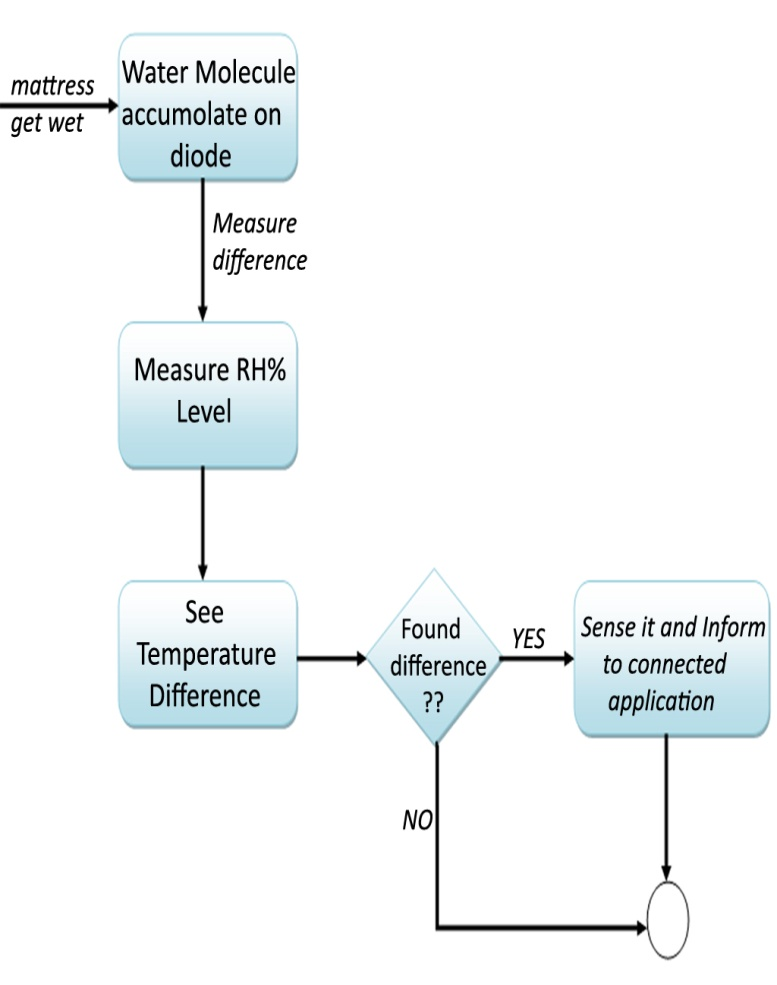 mattress
get wet
Water Molecule
accumolate on
diode
Measure
difference
Measure RH%
Level
See
Temperature
Difference
Found
difference
??
YES
Sense it and Inform
to connected
application
NO